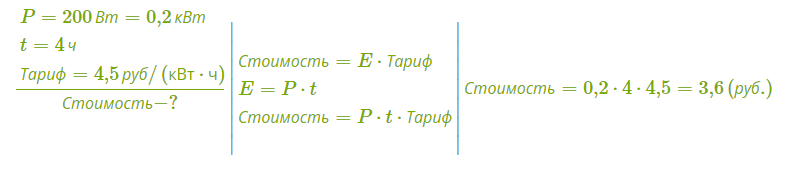 P = 200 Вт = 0,2 кВт
t = 4 ч
Тариф = 4,5 руб/(кВт · ч)
Стоимость−?
Стоимость = E · Тариф
E = P · t
Стоимость = P · t · Тариф
Стоимость = 0,2 · 4 · 4,5 = 3,6 (руб.)